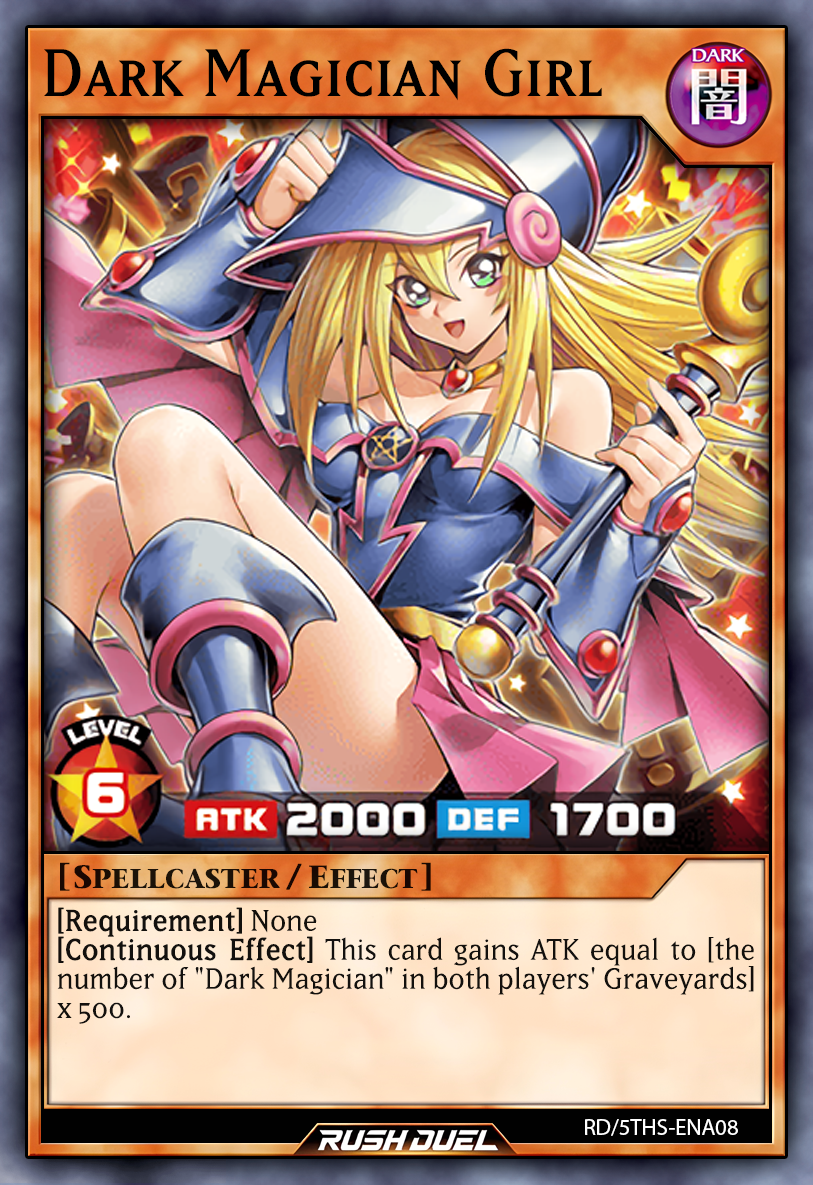 DARK MAGICIAN GIRL
DARK
闇
LEVEL
6
ATK 2000 DEF 1700
[SPELLCASTER / EFFECT]
[Requirement] None
[Continuous Effect] This card gains ATK equal to [the
number of "Dark Magician" in both players' Graveyards]
x 500.
RD/5THS-ENA08
RUSH DUEL